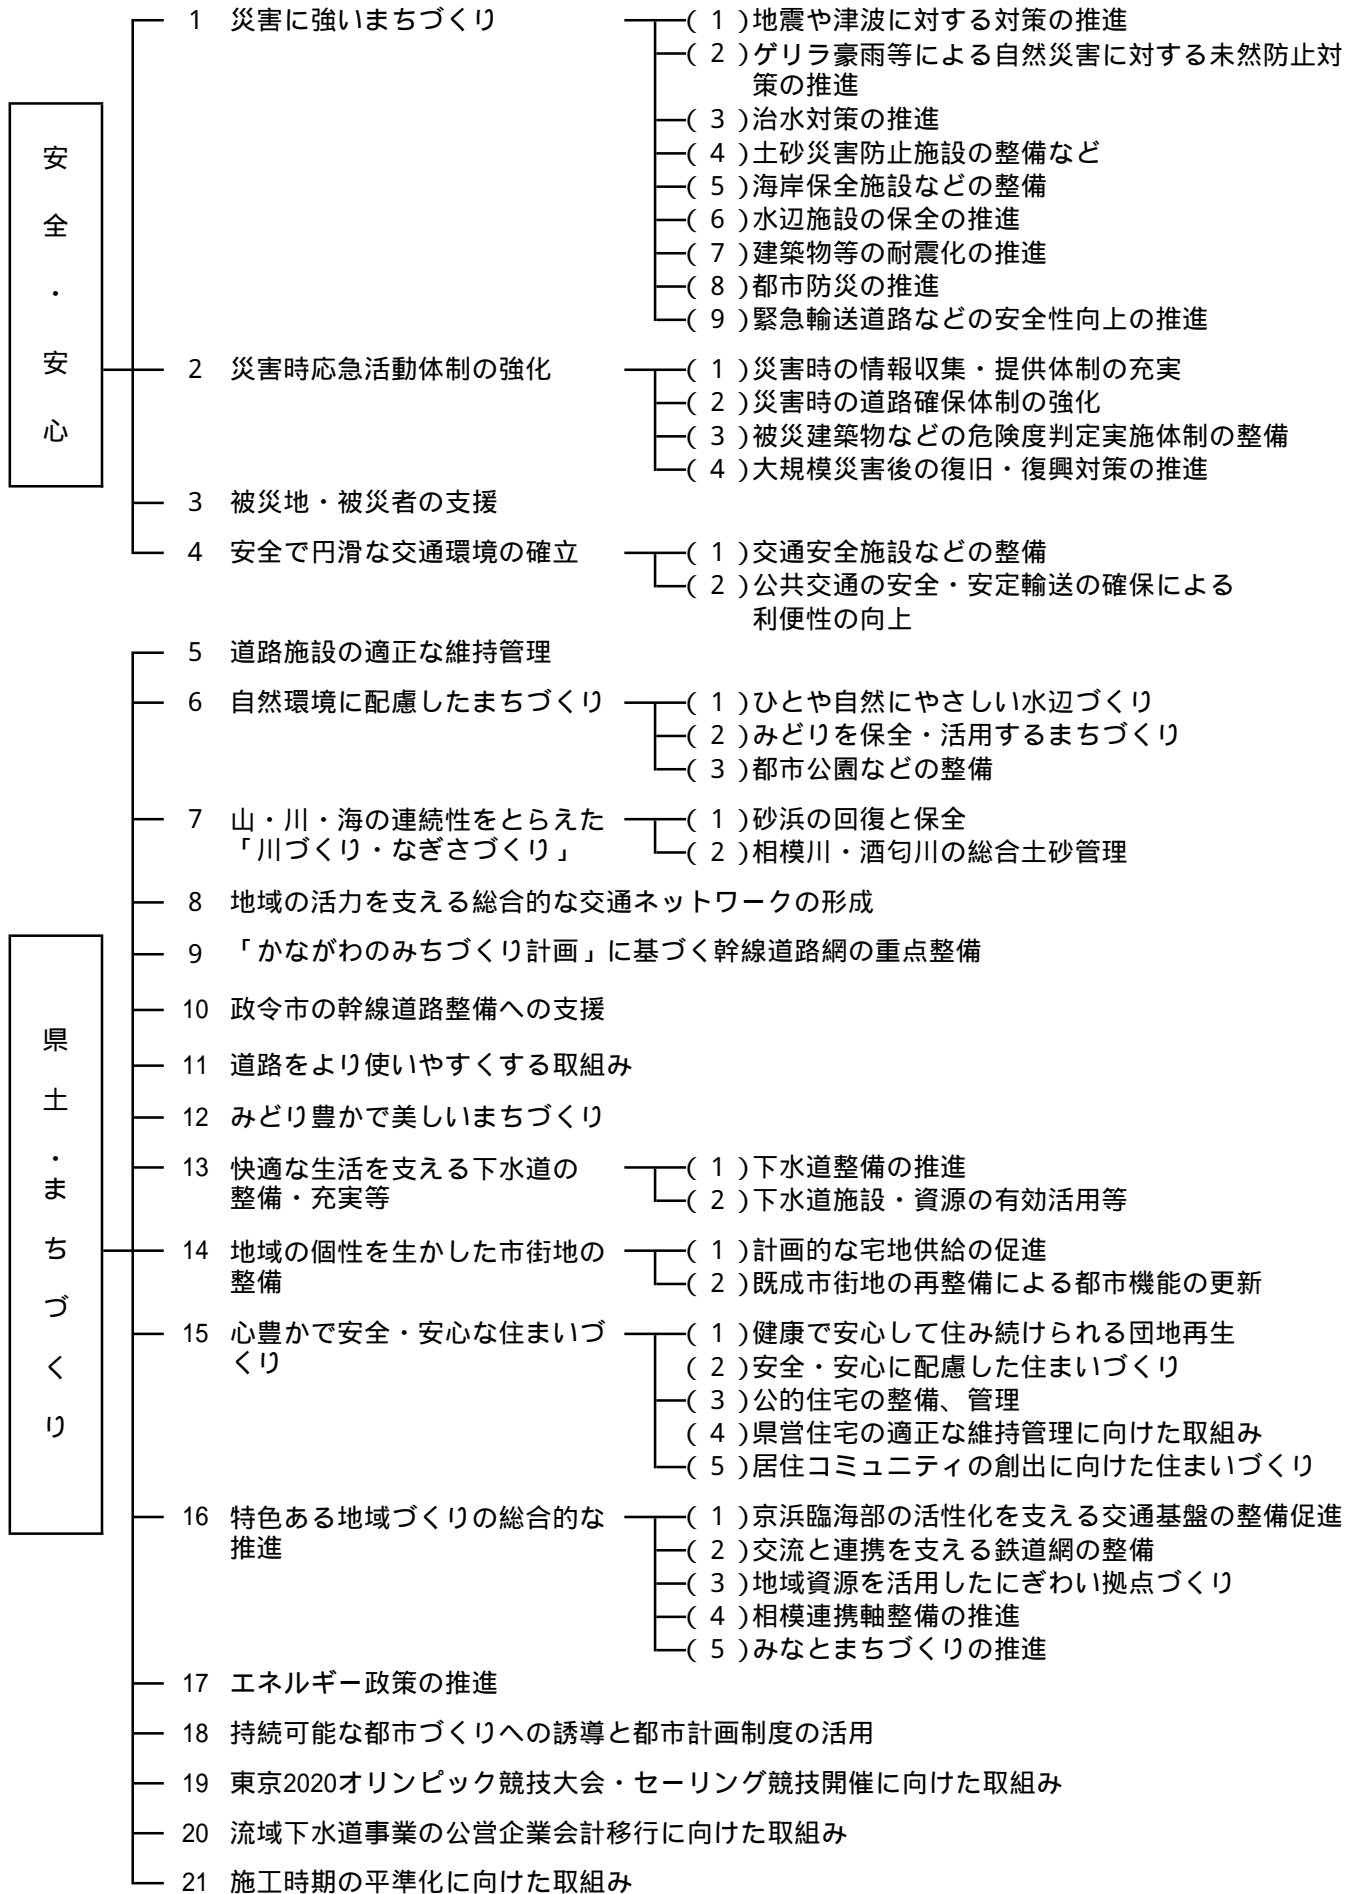 安全・安心
1 災害に強いまちづくり
( 1 )地震や津波に対する対策の推進
( 2 )ゲリラ豪雨等による自然災害に対する未然防止対
策の推進
( 3 )治水対策の推進
( 4 )土砂災害防止施設の整備など
( 5 )海岸保全施設などの整備
( 6 )水辺施設の保全の推進
( 7 )建築物等の耐震化の推進
( 8 )都市防災の推進
( 9 )緊急輸送道路などの安全性向上の推進
2 災害時応急活動体制の強化
( 1 )災害時の情報収集・提供体制の充実
( 2 )災害時の道路確保体制の強化
( 3 )被災建築物などの危険度判定実施体制の整備
( 4 )大規模災害後の復旧・復興対策の推進
3 被災地・被災者の支援
4 安全で円滑な交通環境の確立
( 1 )交通安全施設などの整備
( 2 )公共交通の安全・安定輸送の確保による
利便性の向上
県土・まちづくり
5 道路施設の適正な維持管理
6 自然環境に配慮したまちづくり
( 1 )ひとや自然にやさしい水辺づくり
( 2 )みどりを保全・活用するまちづくり
( 3 )都市公園などの整備
7 山・川・海の連続性をとらえた
「川づくり・なぎさづくり」
( 1 )砂浜の回復と保全
( 2 )相模川・酒匂川の総合土砂管理
8 地域の活力を支える総合的な交通ネットワークの形成
9 「かながわのみちづくり計画」に基づく幹線道路網の重点整備
10 政令市の幹線道路整備への支援
11 道路をより使いやすくする取組み
12 みどり豊かで美しいまちづくり
13 快適な生活を支える下水道の
整備・充実等
( 1 )下水道整備の推進
( 2 )下水道施設・資源の有効活用等
14 地域の個性を生かした市街地の
整備
( 1 )計画的な宅地供給の促進
( 2 )既成市街地の再整備による都市機能の更新
15 心豊かで安全・安心な住まいづ
くり
( 1 )健康で安心して住み続けられる団地再生
( 2 )安全・安心に配慮した住まいづくり
( 3 )公的住宅の整備、管理
( 4 )県営住宅の適正な維持管理に向けた取組み
( 5 )居住コミュニティの創出に向けた住まいづくり
16 特色ある地域づくりの総合的な
推進
( 1 )京浜臨海部の活性化を支える交通基盤の整備促進
( 2 )交流と連携を支える鉄道網の整備
( 3 )地域資源を活用したにぎわい拠点づくり
( 4 )相模連携軸整備の推進
( 5 )みなとまちづくりの推進
17 エネルギー政策の推進
18 持続可能な都市づくりへの誘導と都市計画制度の活用
19 東京2020オリンピック競技大会・セーリング競技開催に向けた取組み
20 流域下水道事業の公営企業会計移行に向けた取組み
21 施工時期の平準化に向けた取組み